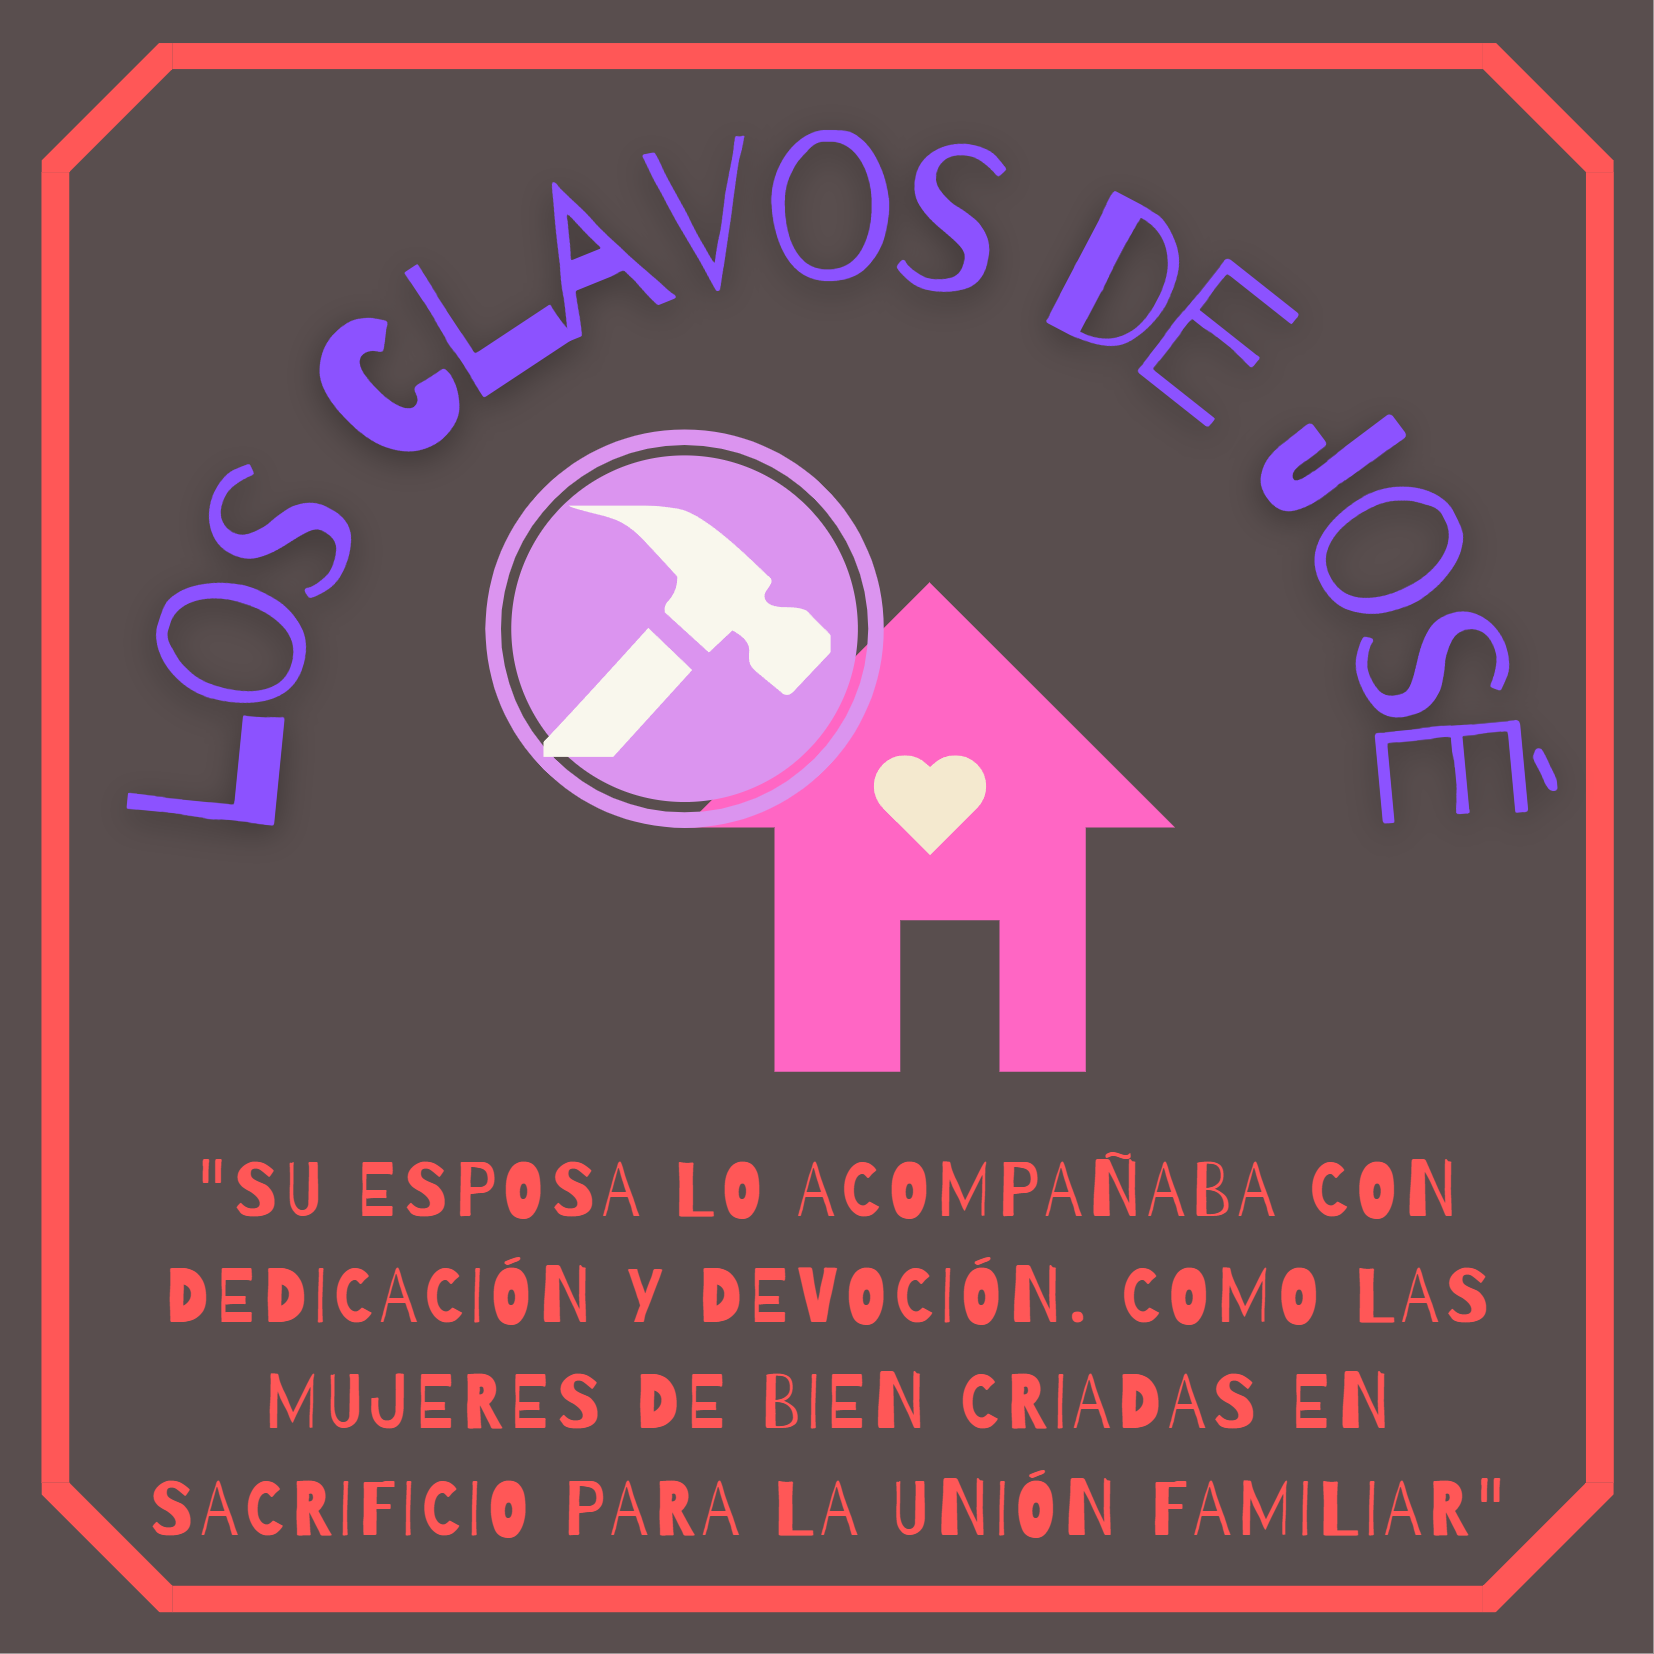 LOS CLAVOS DE JOSÉ
"SU ESPOSA LO ACOMPAÑABA CON
DEDICACIÓN Y DEVOCIÓN. COMO LAS
MUJERES DE BIEN CRIADAS EN
SACRIFICIO PARA LA UNIÓN FAMILIAR"